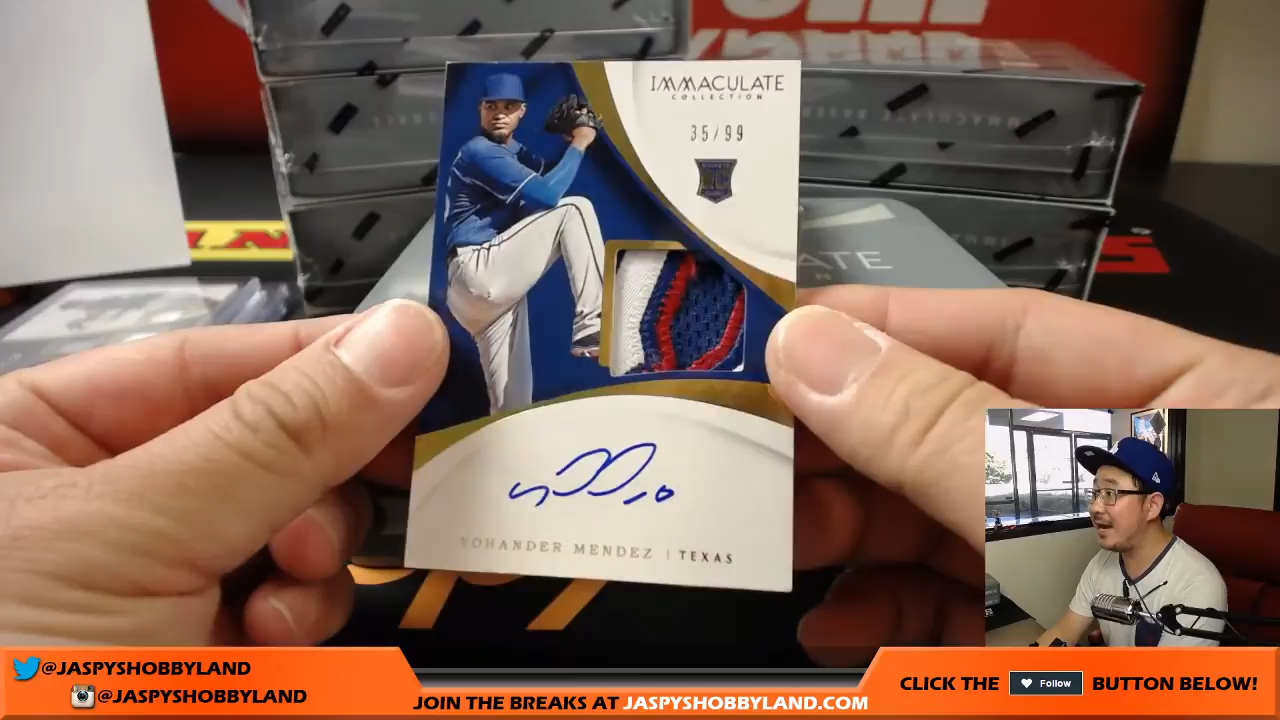 IMMACULATE
COLLECTION
35/99
YOHANDER MENDEZ | TEXAS
ATE
@JASPYSHOBBYLAND
@JASPYSHOBBYLAND
JOIN THE BREAKS AT JASPYSHOBBYLAND.COM
CLICK THE Follow BUTTON BELOW!